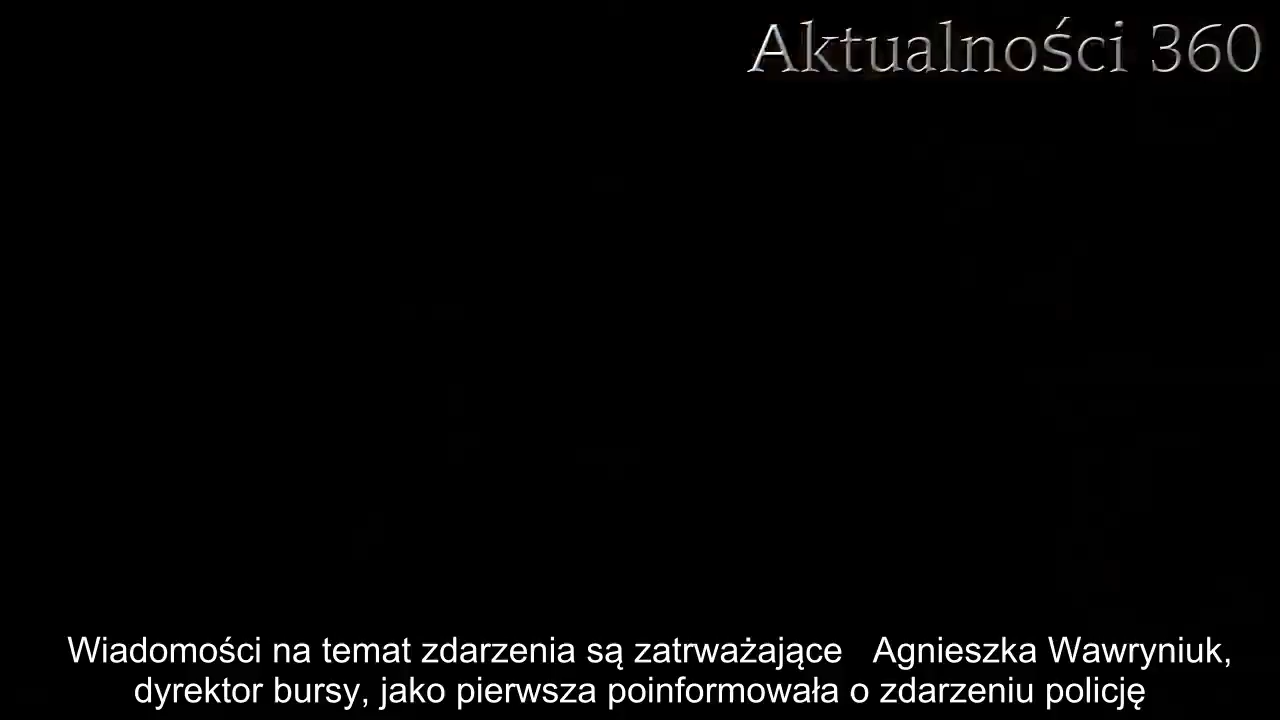 Aktualności 360
Wiadomości na temat zdarzenia są zatrważające   Agnieszka Wawryniuk,
dyrektor bursy, jako pierwsza poinformowała o zdarzeniu policję